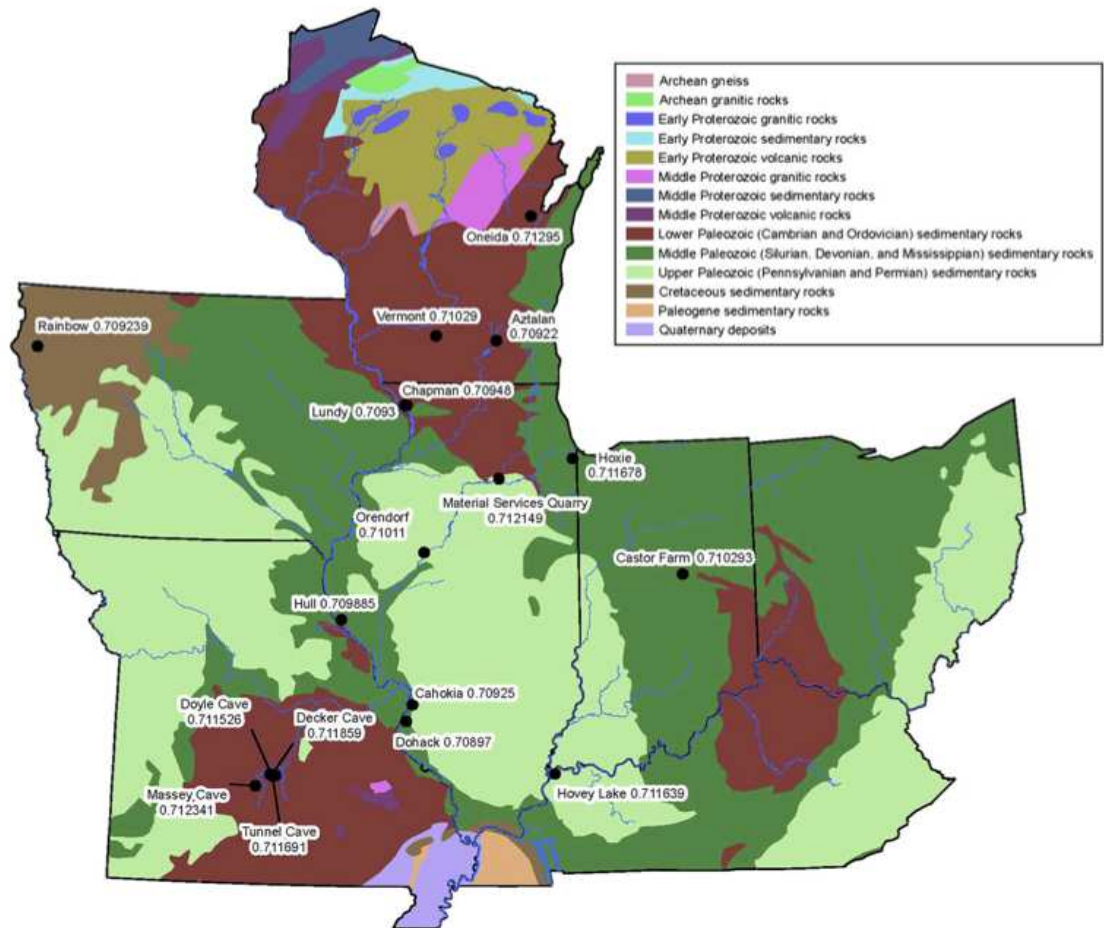 Archean gneiss
Archean granitic rocks
Early Proterozoic granitic rocks
Early Proterozoic sedimentary rocks
Early Proterozoic volcanic rocks
Middle Proterozoic granitic rocks
Middle Proterozoic sedimentary rocks
Middle Proterozoic volcanic rocks
Lower Paleozoic (Cambrian and Ordovician) sedimentary rocks
Middle Paleozoic (Silurian, Devonian, and Mississippian) sedimentary rocks
Upper Paleozoic (Pennsylvanian and Permian) sedimentary rocks
Cretaceous sedimentary rocks
Paleogene sedimentary rocks
Quaternary deposits
Oneida 0.71295
Rainbow 0.709239
Vermont 0.71029
Aztalan
0.70922
Chapman 0.70948
Lundy 0.7093
Hoxie
0.711678
Material Services Quarry
0.712149
Orendorf
0.71011
Castor Farm 0.710293
Hull 0.709885
Cahokia 0.70925
Doyle Cave
0.711526
Decker Cave
0.711859
Dohack 0.70897
Massey Cave
0.712341
Hovey Lake 0.711639
Tunnel Cave
0.711691